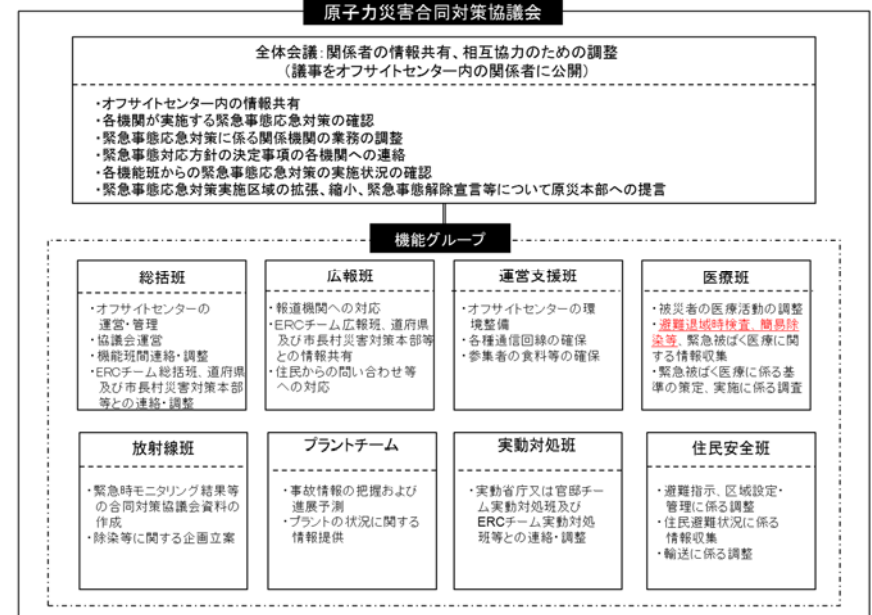 原子力災害合同対策協議会
全体会議：関係者の情報共有、相互協力のための調整
（議事をオフサイトセンター内の関係者に公開）
・オフサイトセンター内の情報共有
・各機関が実施する緊急事態応急対策の確認
・緊急事態応急対策に係る関係機関の業務の調整
・緊急事態対応方針の決定事項の各機関への連絡
・各機能班からの緊急事態応急対策の実施状況の確認
・緊急事態応急対策実施区域の拡張、縮小、緊急事態解除宣言等について原災本部への提言
機能グループ
総括班
・オフサイトセンターの
運営・管理
・協議会運営
・機能班間連絡・調整
・ERCチーム総括班、道府県
及び市長村災害対策本部
等との連絡・調整
広報班
・報道機関への対応
・ERCチーム広報班、道府県
及び市長村災害対策本部等
との情報共有
・住民からの問い合わせ等
への対応
運営支援班
・オフサイトセンターの環
境整備
・各種通信回線の確保
・参集者の食料等の確保
医療班
・被災者の医療活動の調整
・避難退域時検査、簡易除
染等、緊急被ばく医療に関
する情報収集
・緊急被ばく医療に係る基
準の策定、実施に係る調査
放射線班
・緊急時モニタリング結果等
の合同対策協議会資料の
作成
・除染等に関する企画立案
プラントチーム
・事故情報の把握および
進展予測
・プラントの状況に関する
情報提供
実動対処班
・実動省庁又は官邸チー
ム実動対処班及び
ERCチーム実動対処
班等との連絡・調整
住民安全班
・避難指示、区域設定・
管理に係る調整
・住民避難状況に係る
情報収集
・輸送に係る調整